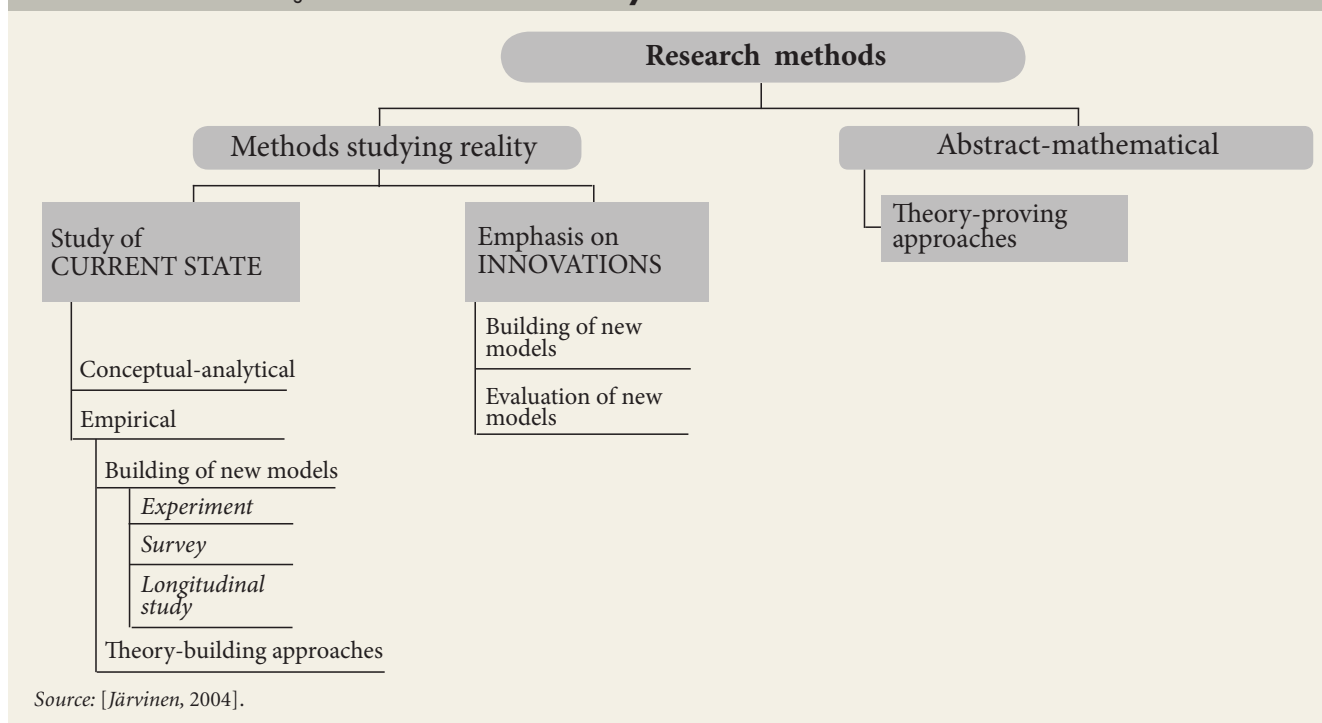 Research methods
Methods studying reality
Abstract-mathematical
Study of
CURRENT STATE
Emphasis on
INNOVATIONS
Theory-proving
approaches
Conceptual-analytical
Empirical
Building of new models
Experiment
Survey
Longitudinal
study
Theory-building approaches
Building of new
models
Evaluation of new
models
Source: [Järvinen, 2004].